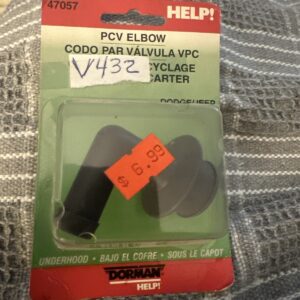 47057
HELP!
PCV ELBOW
CODO PAR VÁLVULA VPC
V432
CYCLAGE
CARTER
6.99
UNDERHOOD • BAJO EL COFRE • SOUS LE CAPOT
DORMAN
HELP!